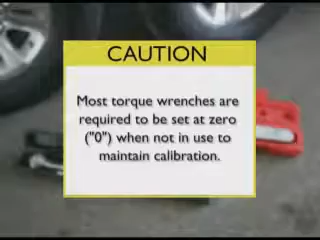 CAUTION
Most torque wrenches are
required to be set at zero
("0") when not in use to
maintain calibration.